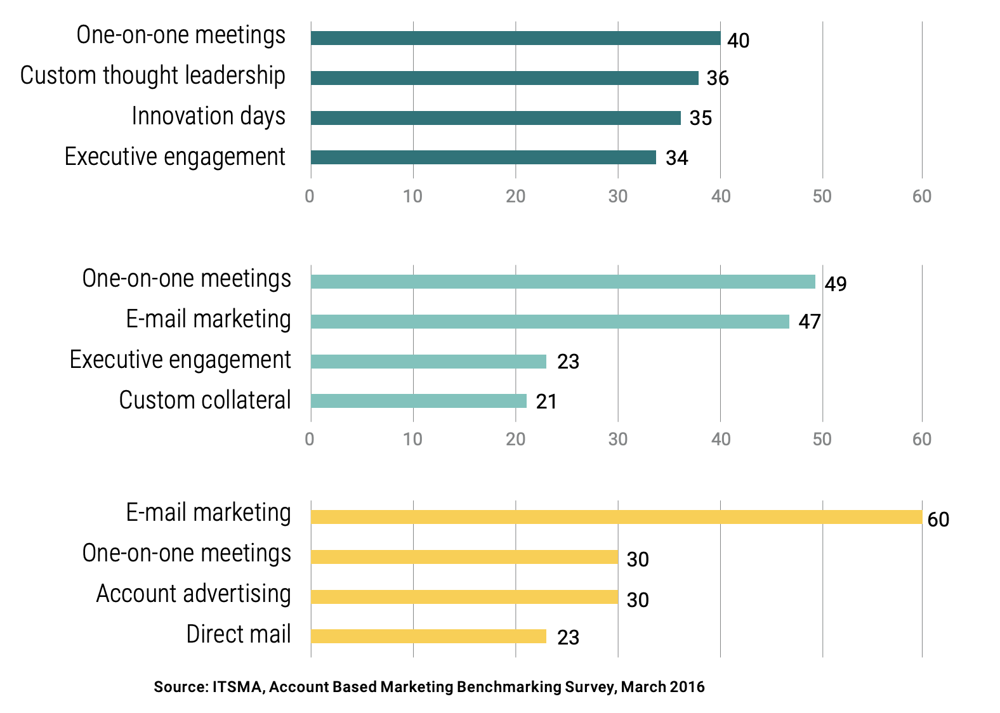 One-on-one meetings 40
Custom thought leadership 36
Innovation days 35
Executive engagement 34
0 10 20 30 40 50 60
One-on-one meetings 49
E-mail marketing 47
Executive engagement 23
Custom collateral 21
0 10 20 30 40 50 60
E-mail marketing 60
One-on-one meetings 30
Account advertising 30
Direct mail 23
Source: ITSMA, Account Based Marketing Benchmarking Survey, March 2016